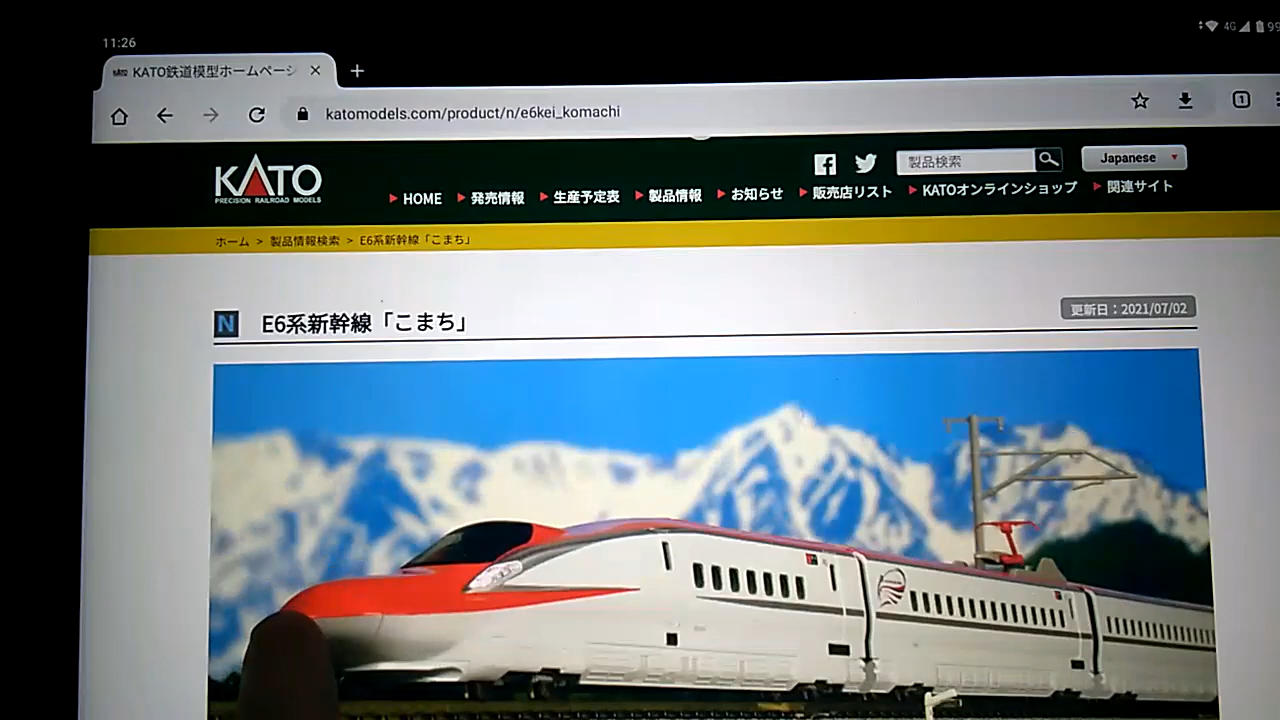 11:26
4G 99
KATO鉄道模型ホームページ
katomodels.com/product/n/e6kei_komachi
1
KATO
PRECISION RAILROAD MODELS
製品検索
Japanese
HOME 発売情報 生産予定表 製品情報 お知らせ 販売店リスト KATOオンラインショップ 関連サイト
ホーム > 製品情報検索 > E6系新幹線「こまち」
N E6系新幹線「こまち」
更新日：2021/07/02